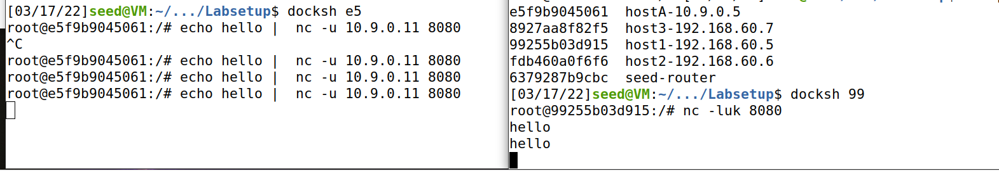 [03/17/22]seed@VM:~/.../Labsetup$ docksh e5
root@e5f9b9045061:/# echo hello |  nc -u 10.9.0.11 8080
^C
root@e5f9b9045061:/# echo hello |  nc -u 10.9.0.11 8080
root@e5f9b9045061:/# echo hello |  nc -u 10.9.0.11 8080
root@e5f9b9045061:/# echo hello |  nc -u 10.9.0.11 8080
e5f9b9045061  hostA-10.9.0.5
8927aa8f82f5  host3-192.168.60.7
99255b03d915  host1-192.168.60.5
fdb460a0f6f6  host2-192.168.60.6
6379287b9cbc  seed-router
[03/17/22]seed@VM:~/.../Labsetup$ docksh 99
root@99255b03d915:/# nc -luk 8080
hello
hello